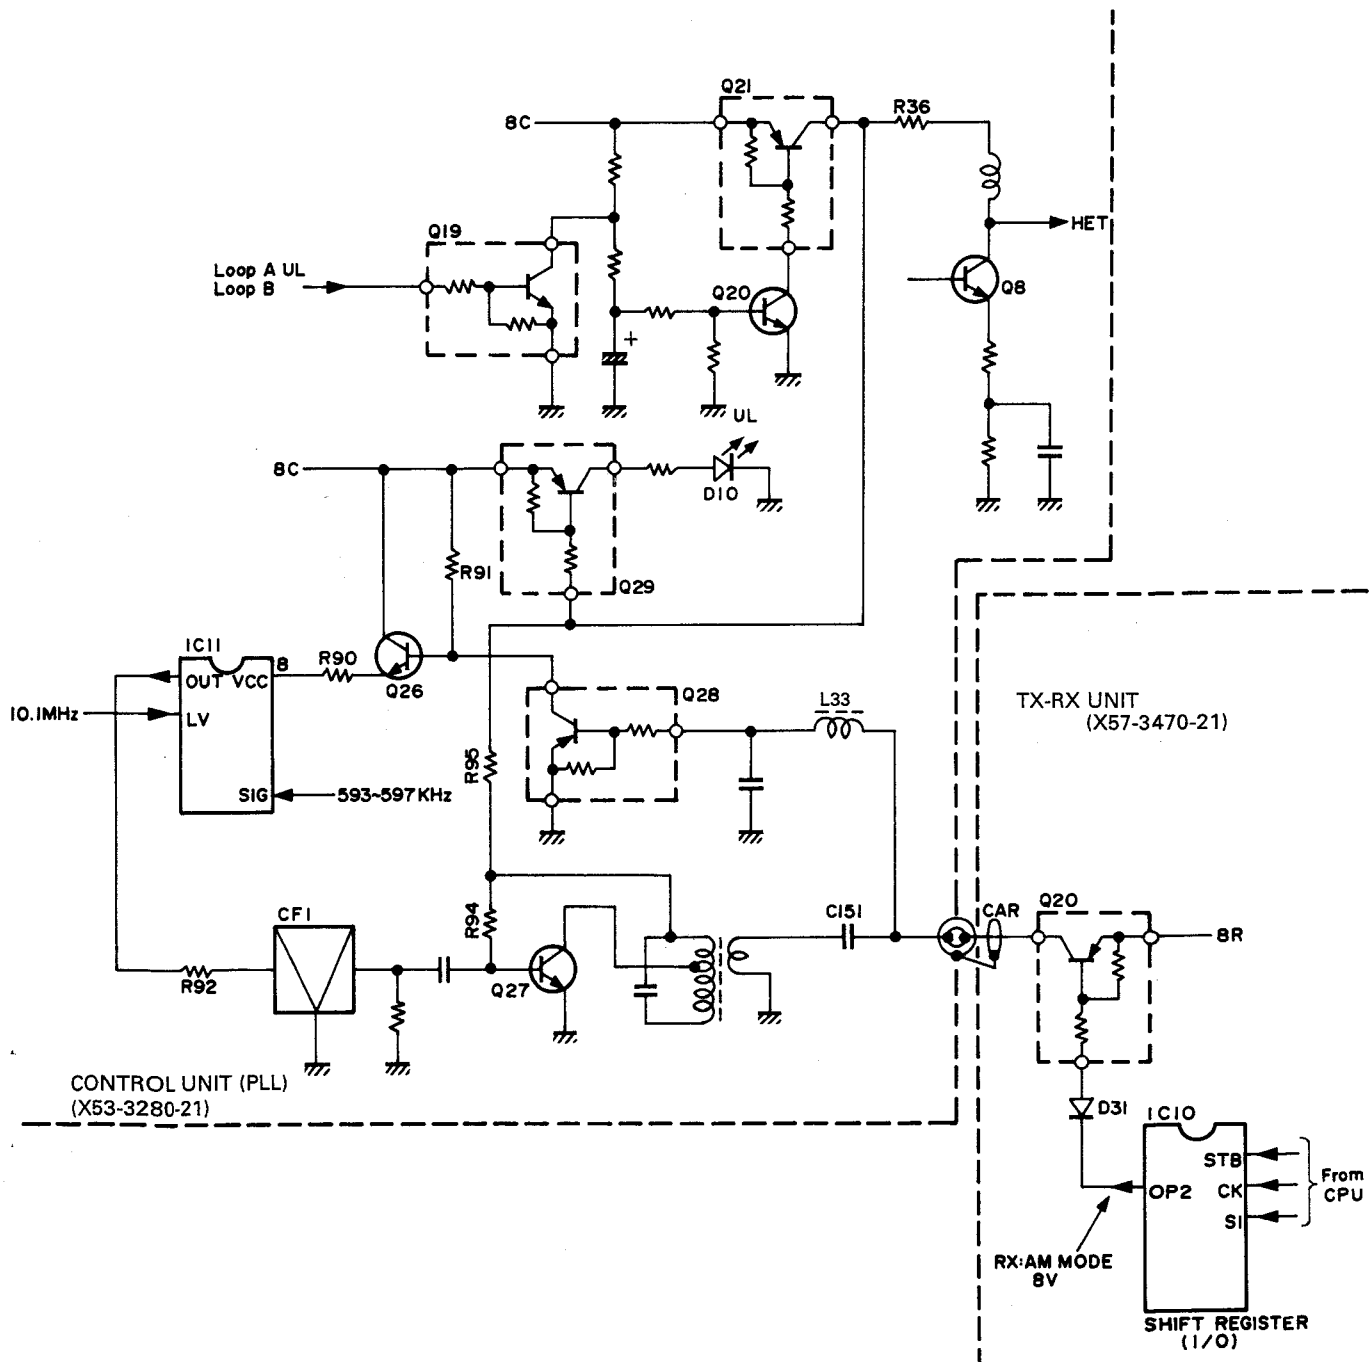 Q21
R36
8C
HET
Q19
Loop A UL
Loop B
Q20
Q8
+
UL
8C
D10
R91
Q29
IC11
8
R90
OUT VCC
Q26
Q28
L33
TX-RX UNIT
(X57-3470-21)
10.1MHz
LV
R95
SIG
593~597KHz
CF1
R94
C151
CAR
Q20
8R
R92
Q27
CONTROL UNIT (PLL)
(X53-3280-21)
D31
IC10
STB
From
CPU
OP2
CK
SI
RX:AM MODE
8V
SHIFT REGISTER
(I/O)